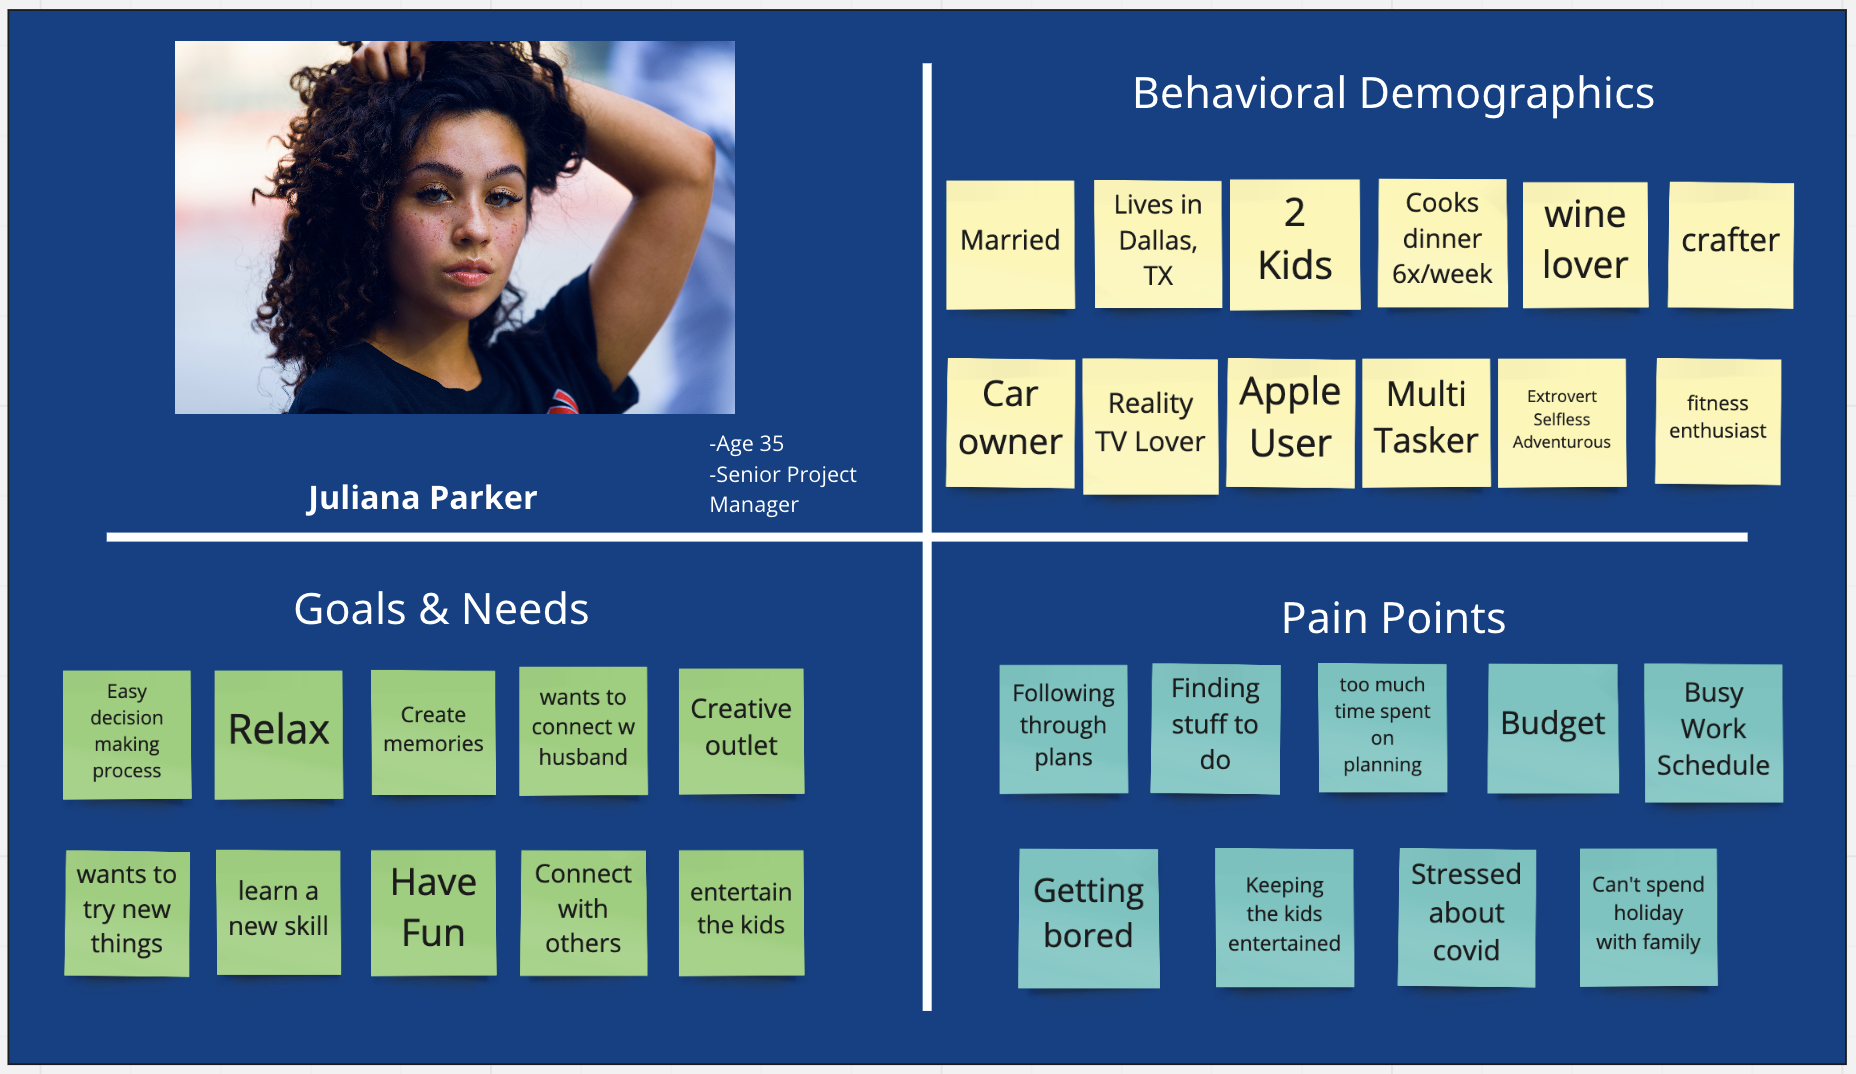 Juliana Parker
-Age 35
-Senior Project
Manager
Behavioral Demographics
Married
Lives in
Dallas,
TX
2
Kids
Cooks
dinner
6x/week
wine
lover
crafter
Car
owner
Reality
TV Lover
Apple
User
Multi
Tasker
Extrovert
Selfless
Adventurous
fitness
enthusiast
Goals & Needs
Easy
decision
making
process
Relax
Create
memories
wants to
connect w
husband
Creative
outlet
wants to
try new
things
learn a
new skill
Have
Fun
Connect
with
others
entertain
the kids
Pain Points
Following
through
plans
Finding
stuff to
do
too much
time spent
on
planning
Budget
Busy
Work
Schedule
Getting
bored
Keeping
the kids
entertained
Stressed
about
covid
Can't spend
holiday
with family